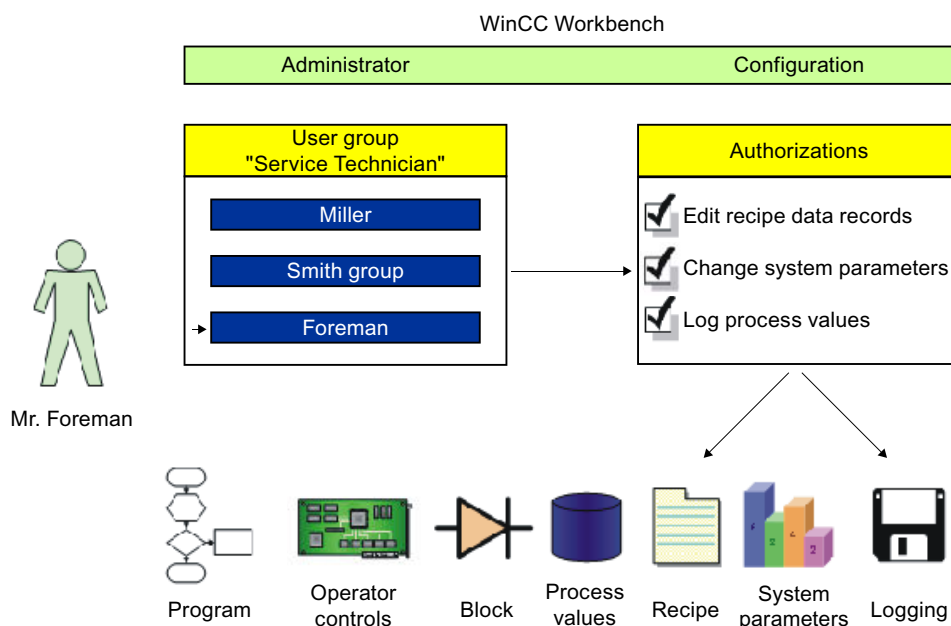 WinCC Workbench
Administrator
Configuration
User group
"Service Technician"
Authorizations
Miller
Smith group
Foreman
Edit recipe data records
Change system parameters
Log process values
Mr. Foreman
Program
Operator
controls
Block
Process
values
Recipe
System
parameters
Logging